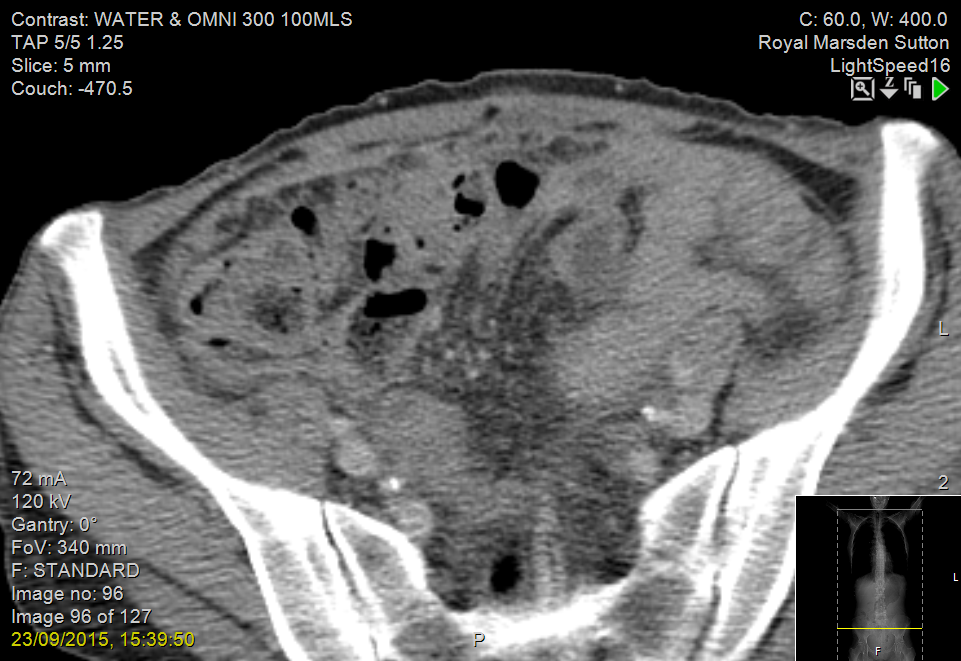 Contrast: WATER & OMNI 300 100MLS
TAP 5/5 1.25
Slice: 5 mm
Couch: -470.5
C: 60.0, W: 400.0
Royal Marsden Sutton
LightSpeed16
Z
L
2
72 mA
120 kV
Gantry: 0°
FoV: 340 mm
F: STANDARD
Image no: 96
Image 96 of 127
23/09/2015, 15:39:50
P
L
F